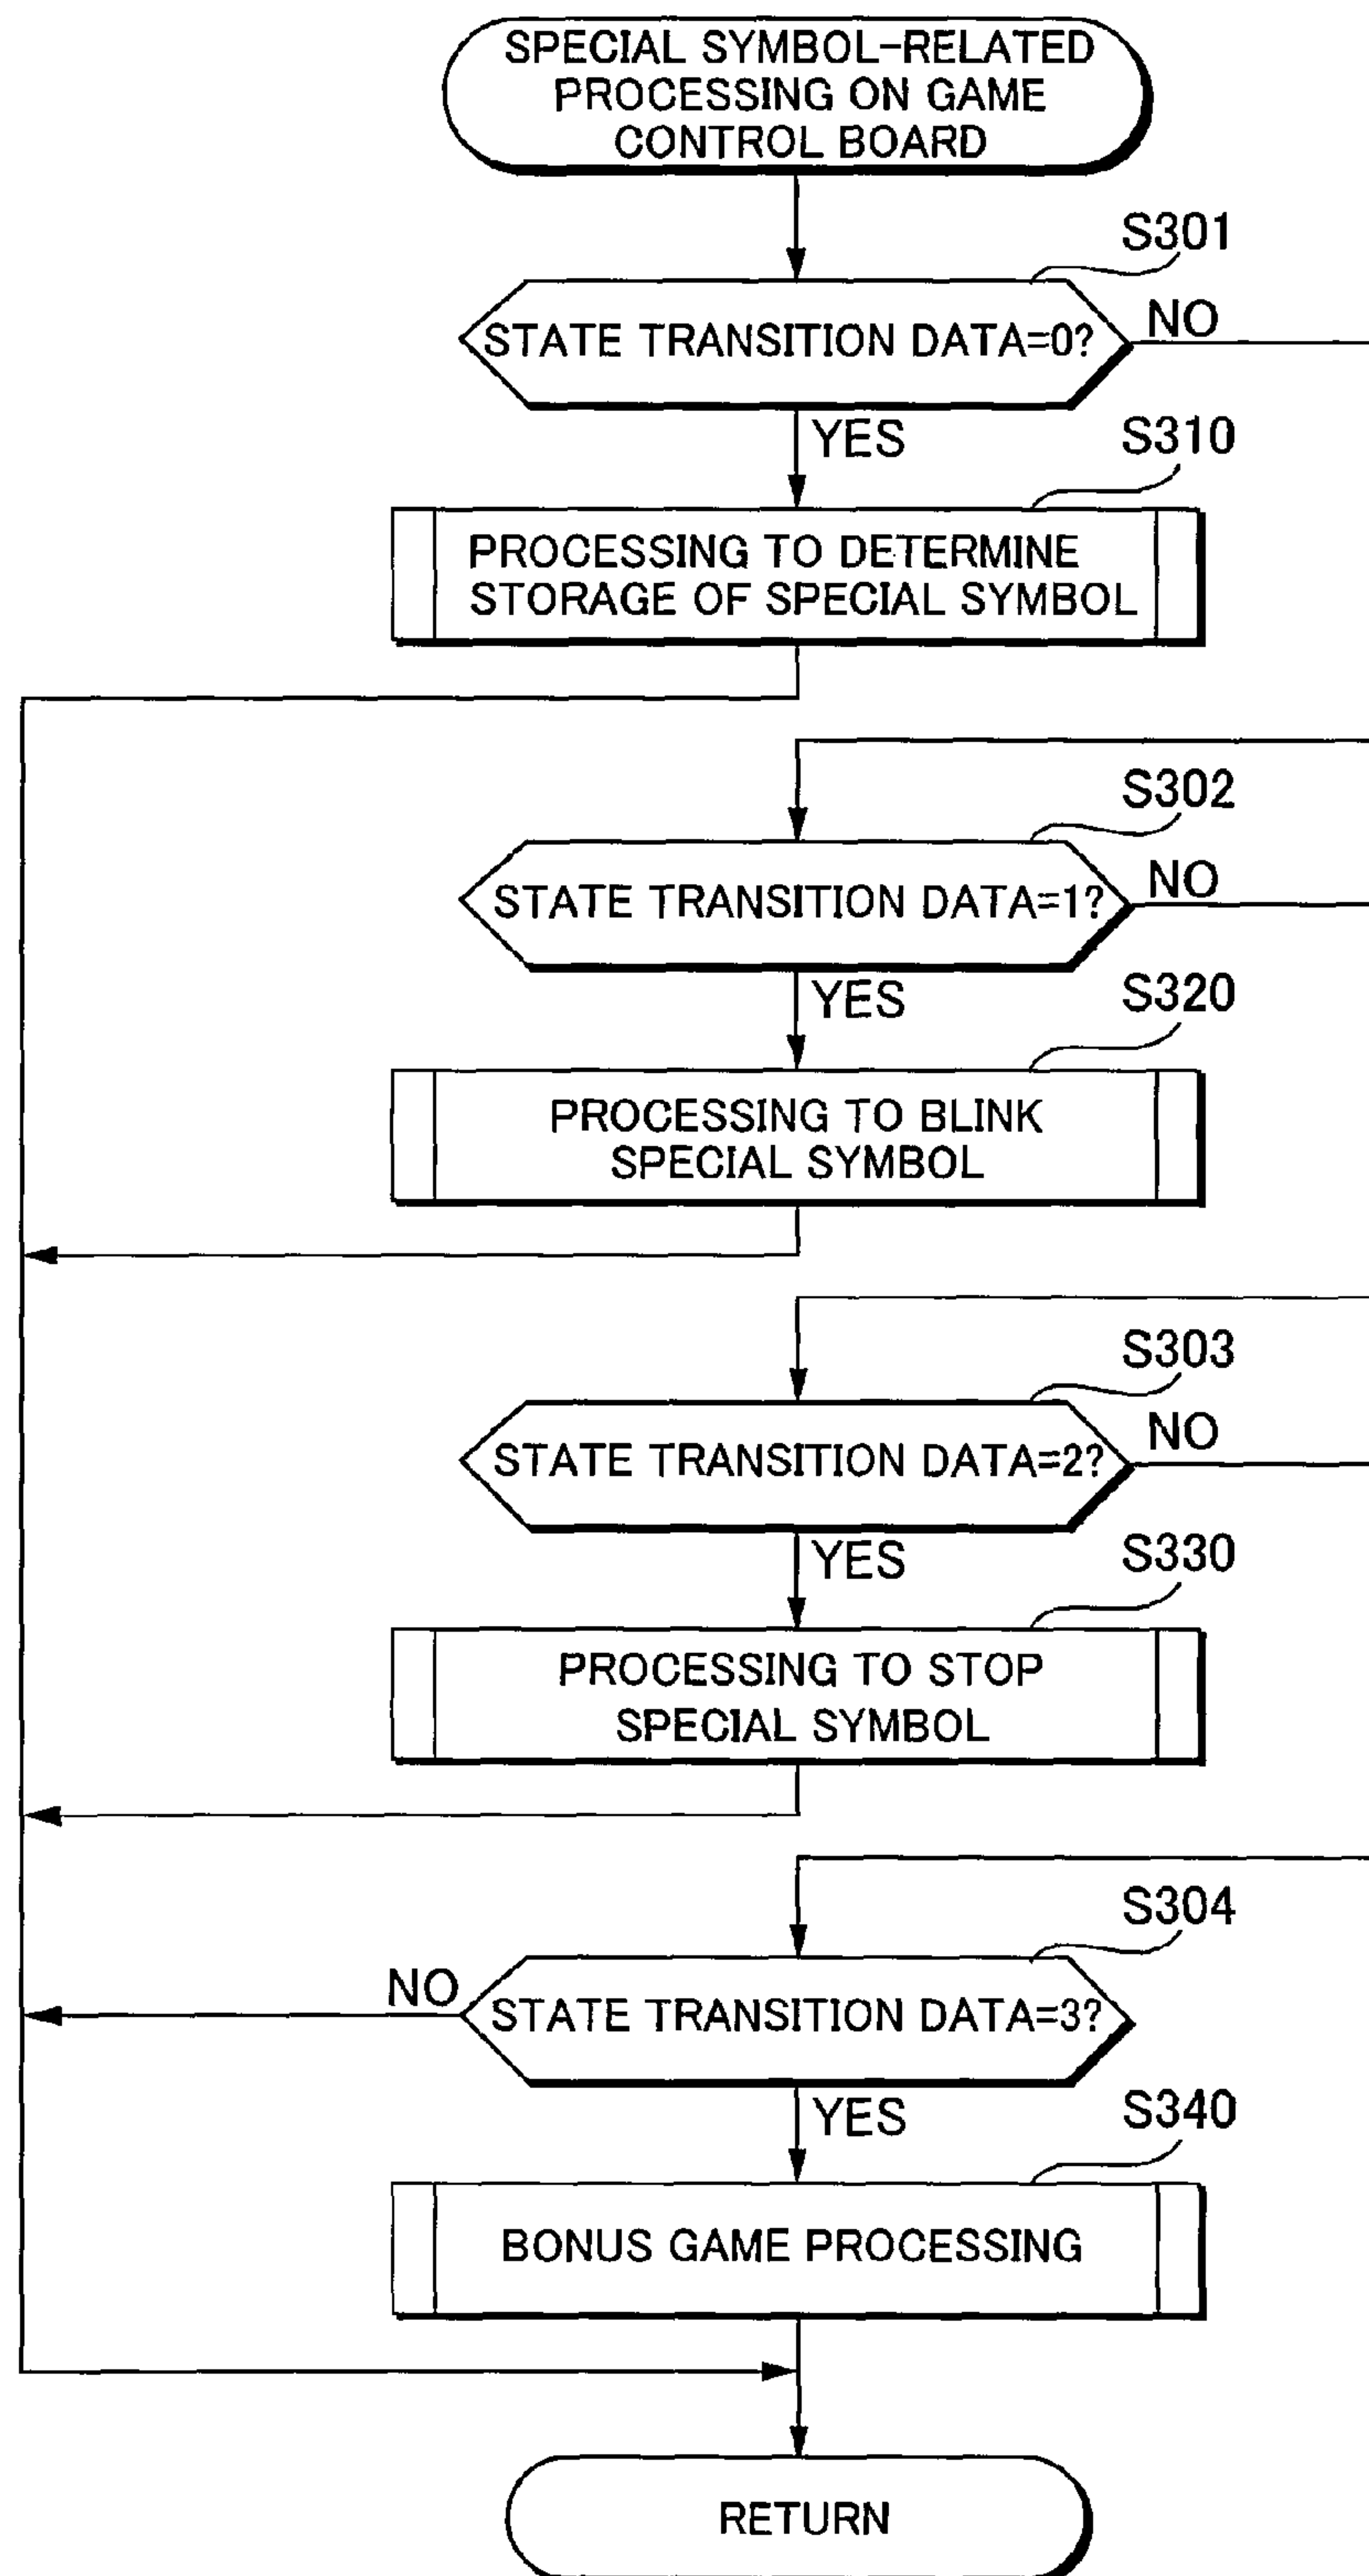 SPECIAL SYMBOL-RELATED
PROCESSING ON GAME
CONTROL BOARD
S301
STATE TRANSITION DATA=0?
NO
YES
S310
PROCESSING TO DETERMINE
STORAGE OF SPECIAL SYMBOL
S302
STATE TRANSITION DATA=1?
NO
YES
S320
PROCESSING TO BLINK
SPECIAL SYMBOL
S303
STATE TRANSITION DATA=2?
NO
YES
S330
PROCESSING TO STOP
SPECIAL SYMBOL
S304
NO
STATE TRANSITION DATA=3?
YES
S340
BONUS GAME PROCESSING
RETURN